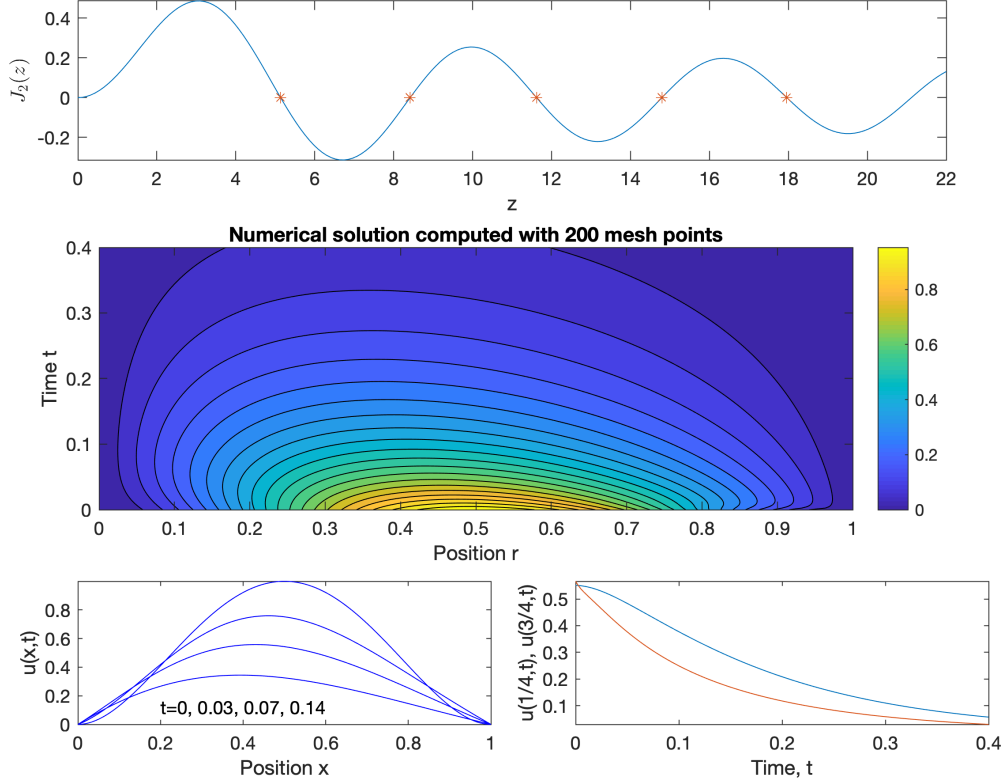 0.4
0.2
0
-0.2
J₂(z)
0 2 4 6 8 10 12 14 16 18 20 22
z
Numerical solution computed with 200 mesh points
0.4
0.3
0.2
0.1
0
Time t
0 0.1 0.2 0.3 0.4 0.5 0.6 0.7 0.8 0.9 1
Position r
0.8
0.6
0.4
0.2
0
0.8
0.6
0.4
0.2
0
u(x,t)
t=0, 0.03, 0.07, 0.14
0 0.2 0.4 0.6 0.8 1
Position x
0.5
0.4
0.3
0.2
0.1
u(1/4,t), u(3/4,t)
0 0.1 0.2 0.3 0.4
Time, t